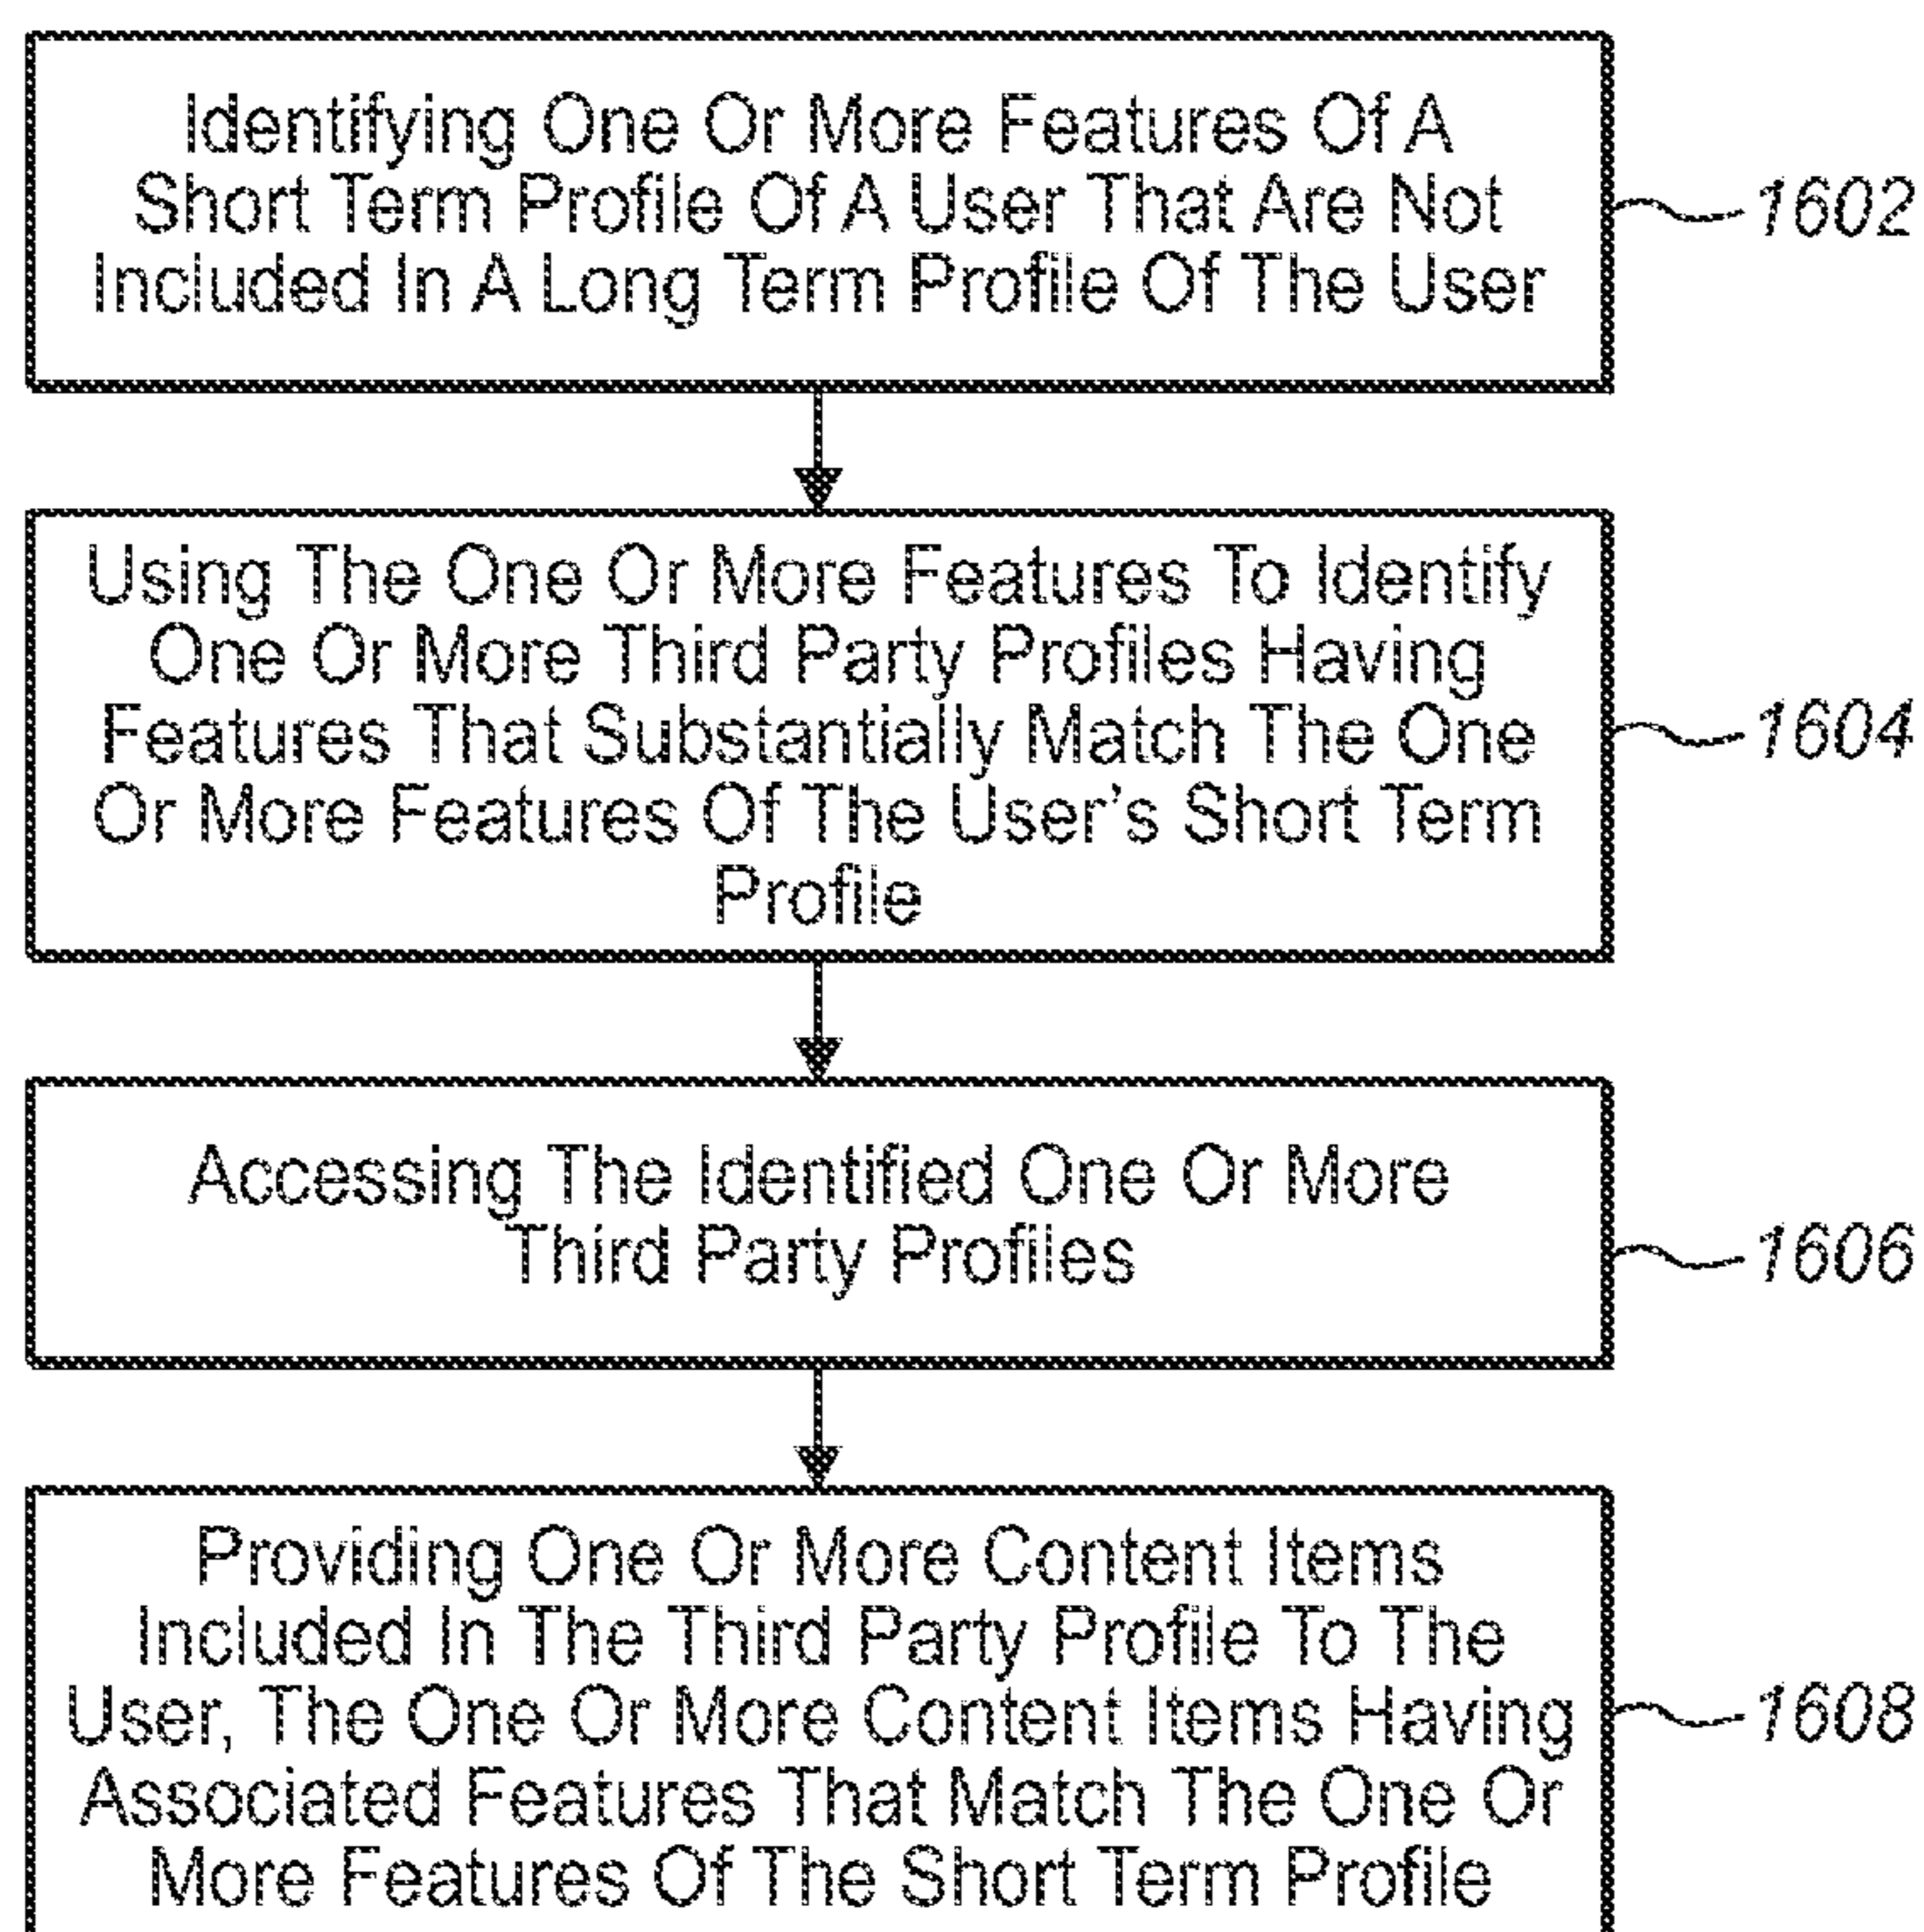 Identifying One Or More Features Of A
Short Term Profile Of A User That Are Not
Included In A Long Term Profile Of The User
1602
Using The One Or More Features To Identify
One Or More Third Party Profiles Having
Features That Substantially Match The One
Or More Features Of The User's Short Term
Profile
1604
Accessing The Identified One Or More
Third Party Profiles
1606
Providing One Or More Content Items
Included In The Third Party Profile To The
User, The One Or More Content Items Having
Associated Features That Match The One Or
More Features Of The Short Term Profile
1608